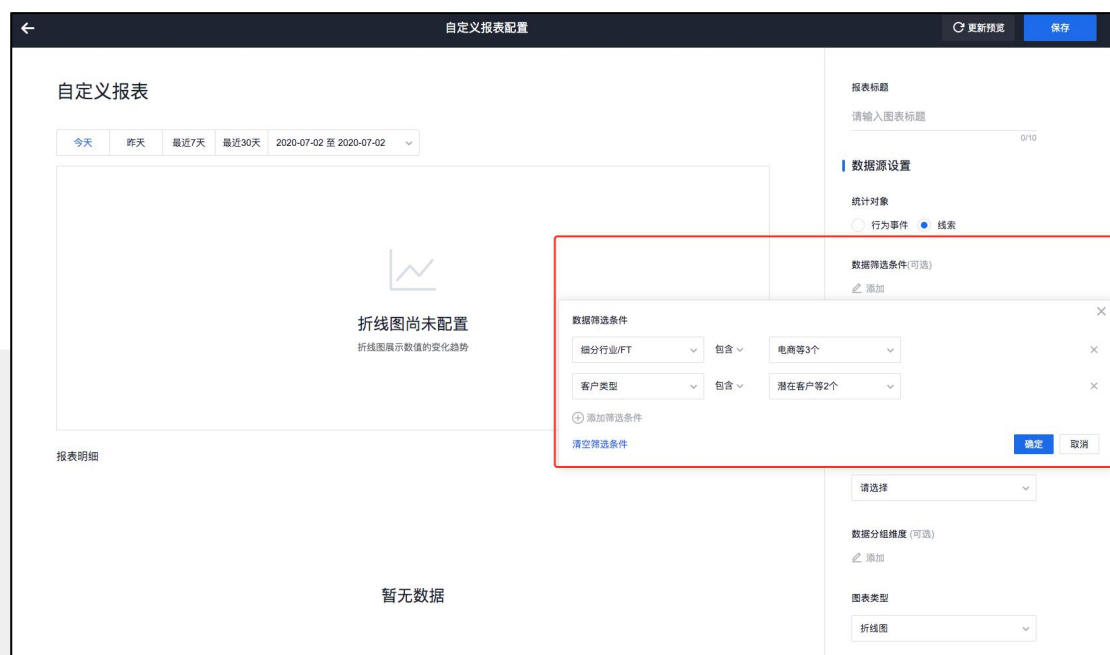 自定义报表配置
更新预览
保存
自定义报表
今天 昨天 最近7天 最近30天 2020-07-02 至 2020-07-02
折线图尚未配置
折线图展示数值的变化趋势
报表明细
暂无数据
报表标题
请输入图表标题
0/10
数据源设置
统计对象
行为事件 线索
数据筛选条件(可选)
添加
数据筛选条件
细分行业/FT 包含 电商等3个
客户类型 包含 潜在客户等2个
添加筛选条件
清空筛选条件
确定 取消
请选择
数据分组维度 (可选)
添加
图表类型
折线图